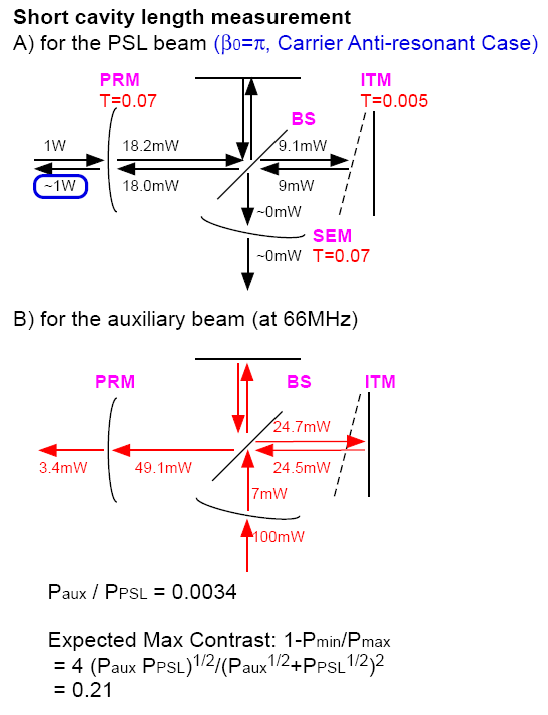 Short cavity length measurement
A) for the PSL beam (β0=π, Carrier Anti-resonant Case)
PRM
T=0.07
ITM
T=0.005
BS
1W
18.2mW
9.1mW
~1W
18.0mW
9mW
~0mW
SEM
~0mW
T=0.07
B) for the auxiliary beam (at 66MHz)
PRM
BS
ITM
24.7mW
3.4mW
49.1mW
24.5mW
7mW
100mW
Paux / PPSL = 0.0034
Expected Max Contrast: 1-Pmin/Pmax
= 4 (Paux PPSL)1/2/(Paux1/2+PPSL1/2)2
= 0.21